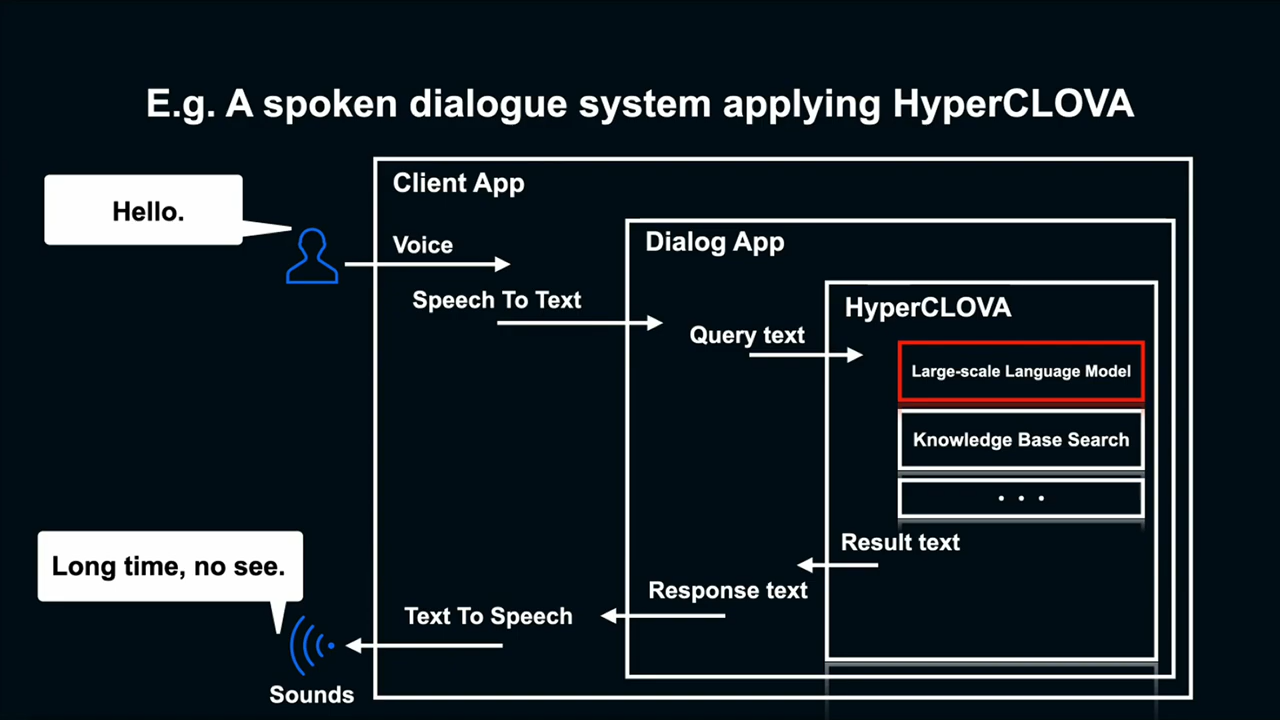 E.g. A spoken dialogue system applying HyperCLOVA
Client App
Hello.
Dialog App
Voice
Speech To Text
HyperCLOVA
Query text
Large-scale Language Model
Knowledge Base Search
. . .
Result text
Long time, no see.
Response text
Text To Speech
Sounds